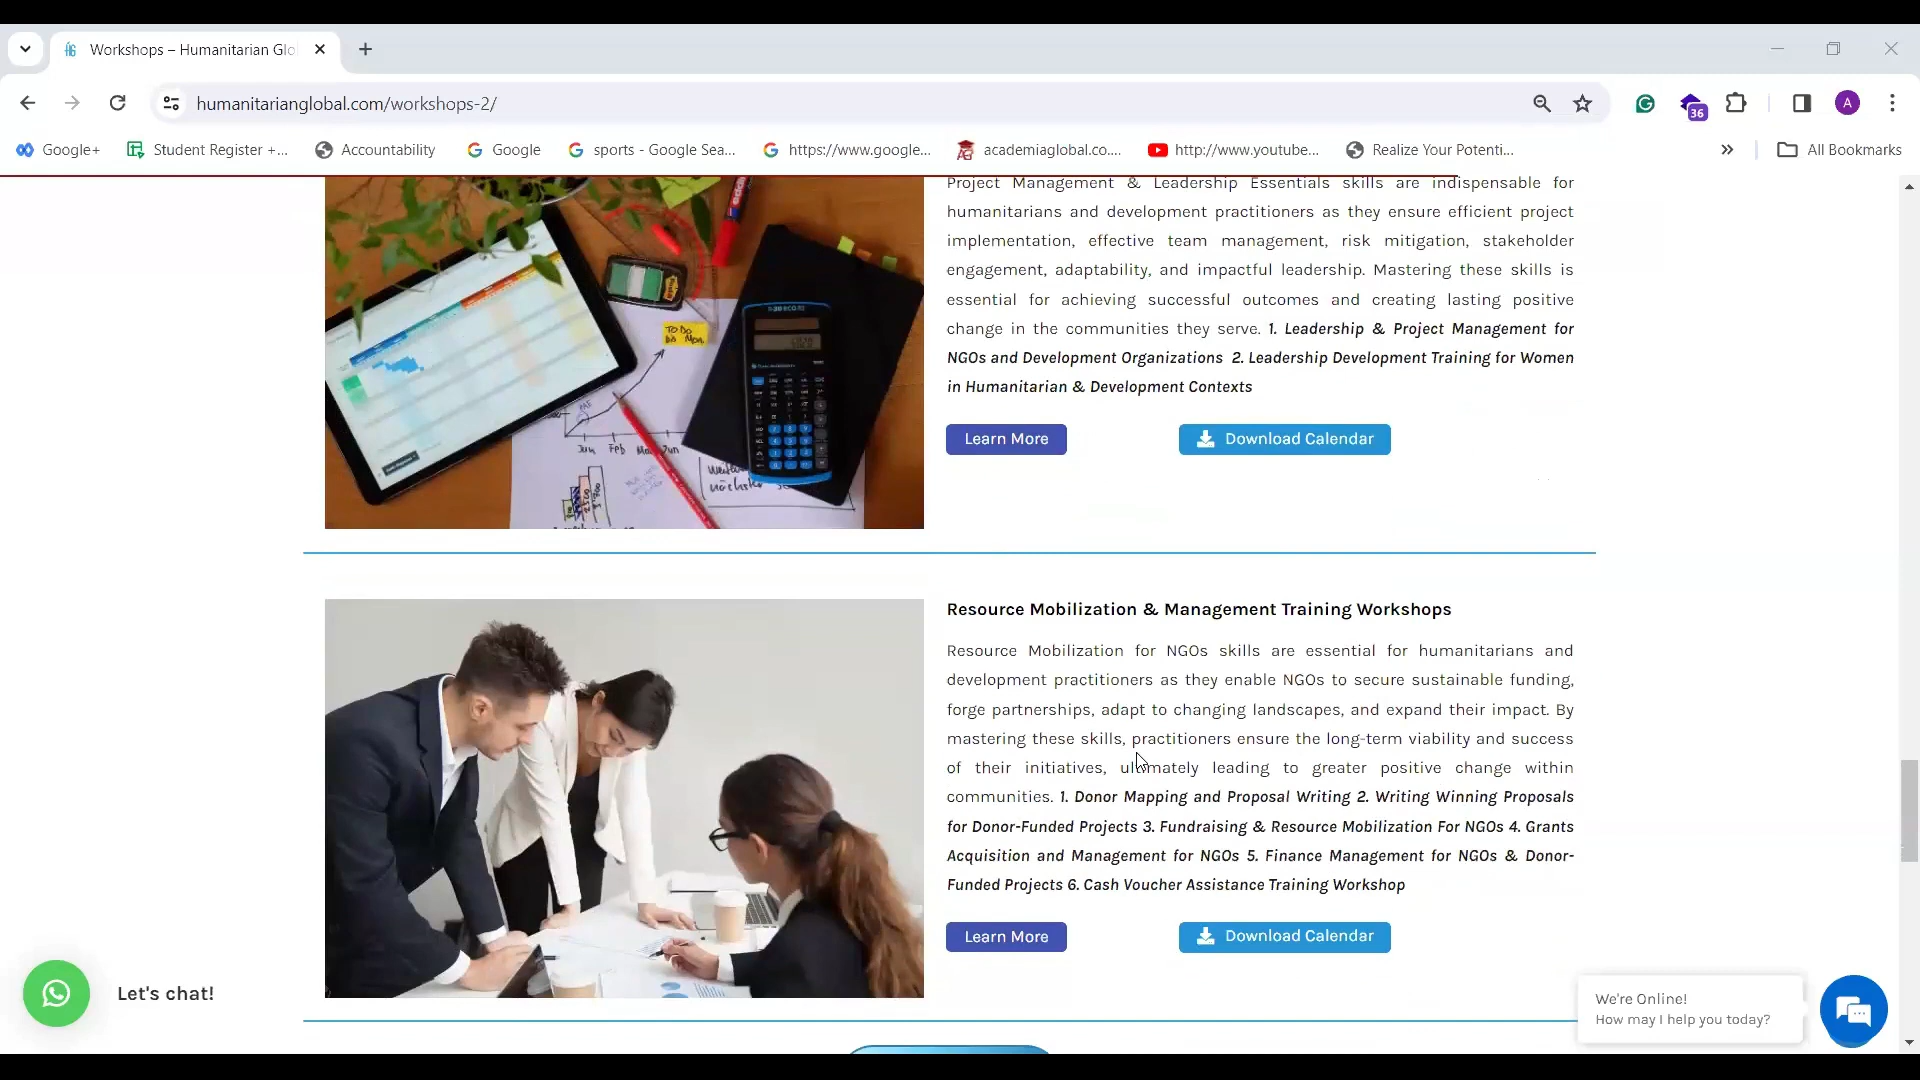 Workshops – Humanitarian Glo
humanitarianglobal.com/workshops-2/
36
A
Google+
Student Register +...
Accountability
Google
sports - Google Sea...
https://www.google...
academiaglobal.co....
http://www.youtube...
Realize Your Potenti...
All Bookmarks
Project Management & Leadership Essentials skills are indispensable for
humanitarians and development practitioners as they ensure efficient project
implementation, effective team management, risk mitigation, stakeholder
engagement, adaptability, and impactful leadership. Mastering these skills is
essential for achieving successful outcomes and creating lasting positive
change in the communities they serve. 1. Leadership & Project Management for
NGOs and Development Organizations 2. Leadership Development Training for Women
in Humanitarian & Development Contexts
Learn More
Download Calendar
TO DO
Jun Feb
Resource Mobilization & Management Training Workshops
Resource Mobilization for NGOs skills are essential for humanitarians and
development practitioners as they enable NGOs to secure sustainable funding,
forge partnerships, adapt to changing landscapes, and expand their impact. By
mastering these skills, practitioners ensure the long-term viability and success
of their initiatives, ultimately leading to greater positive change within
communities. 1. Donor Mapping and Proposal Writing 2. Writing Winning Proposals
for Donor-Funded Projects 3. Fundraising & Resource Mobilization For NGOs 4. Grants
Acquisition and Management for NGOs 5. Finance Management for NGOs & Donor-
Funded Projects 6. Cash Voucher Assistance Training Workshop
Learn More
Download Calendar
Let's chat!
We're Online!
How may I help you today?